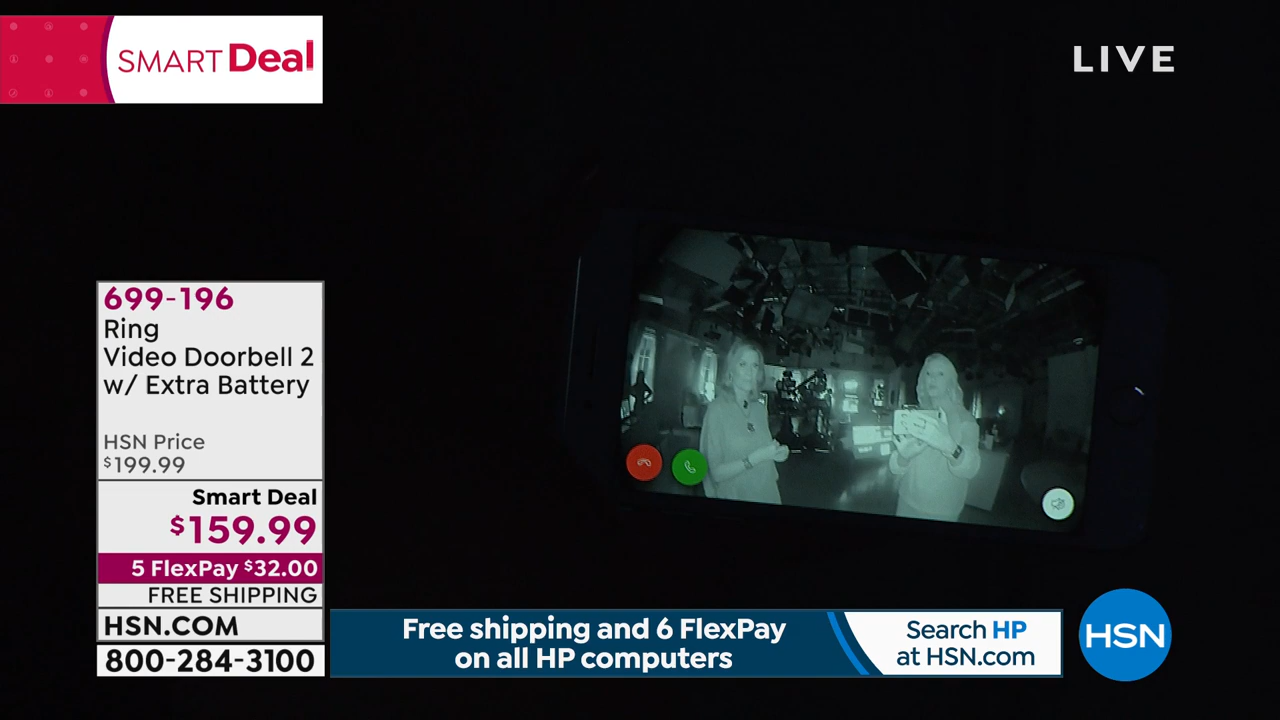 SMART Deal
LIVE
699-196
Ring
Video Doorbell 2
w/ Extra Battery
HSN Price
$199.99
Smart Deal
$159.99
5 FlexPay $32.00
FREE SHIPPING
HSN.COM
800-284-3100
Free shipping and 6 FlexPay
on all HP computers
Search HP
at HSN.com
HSN